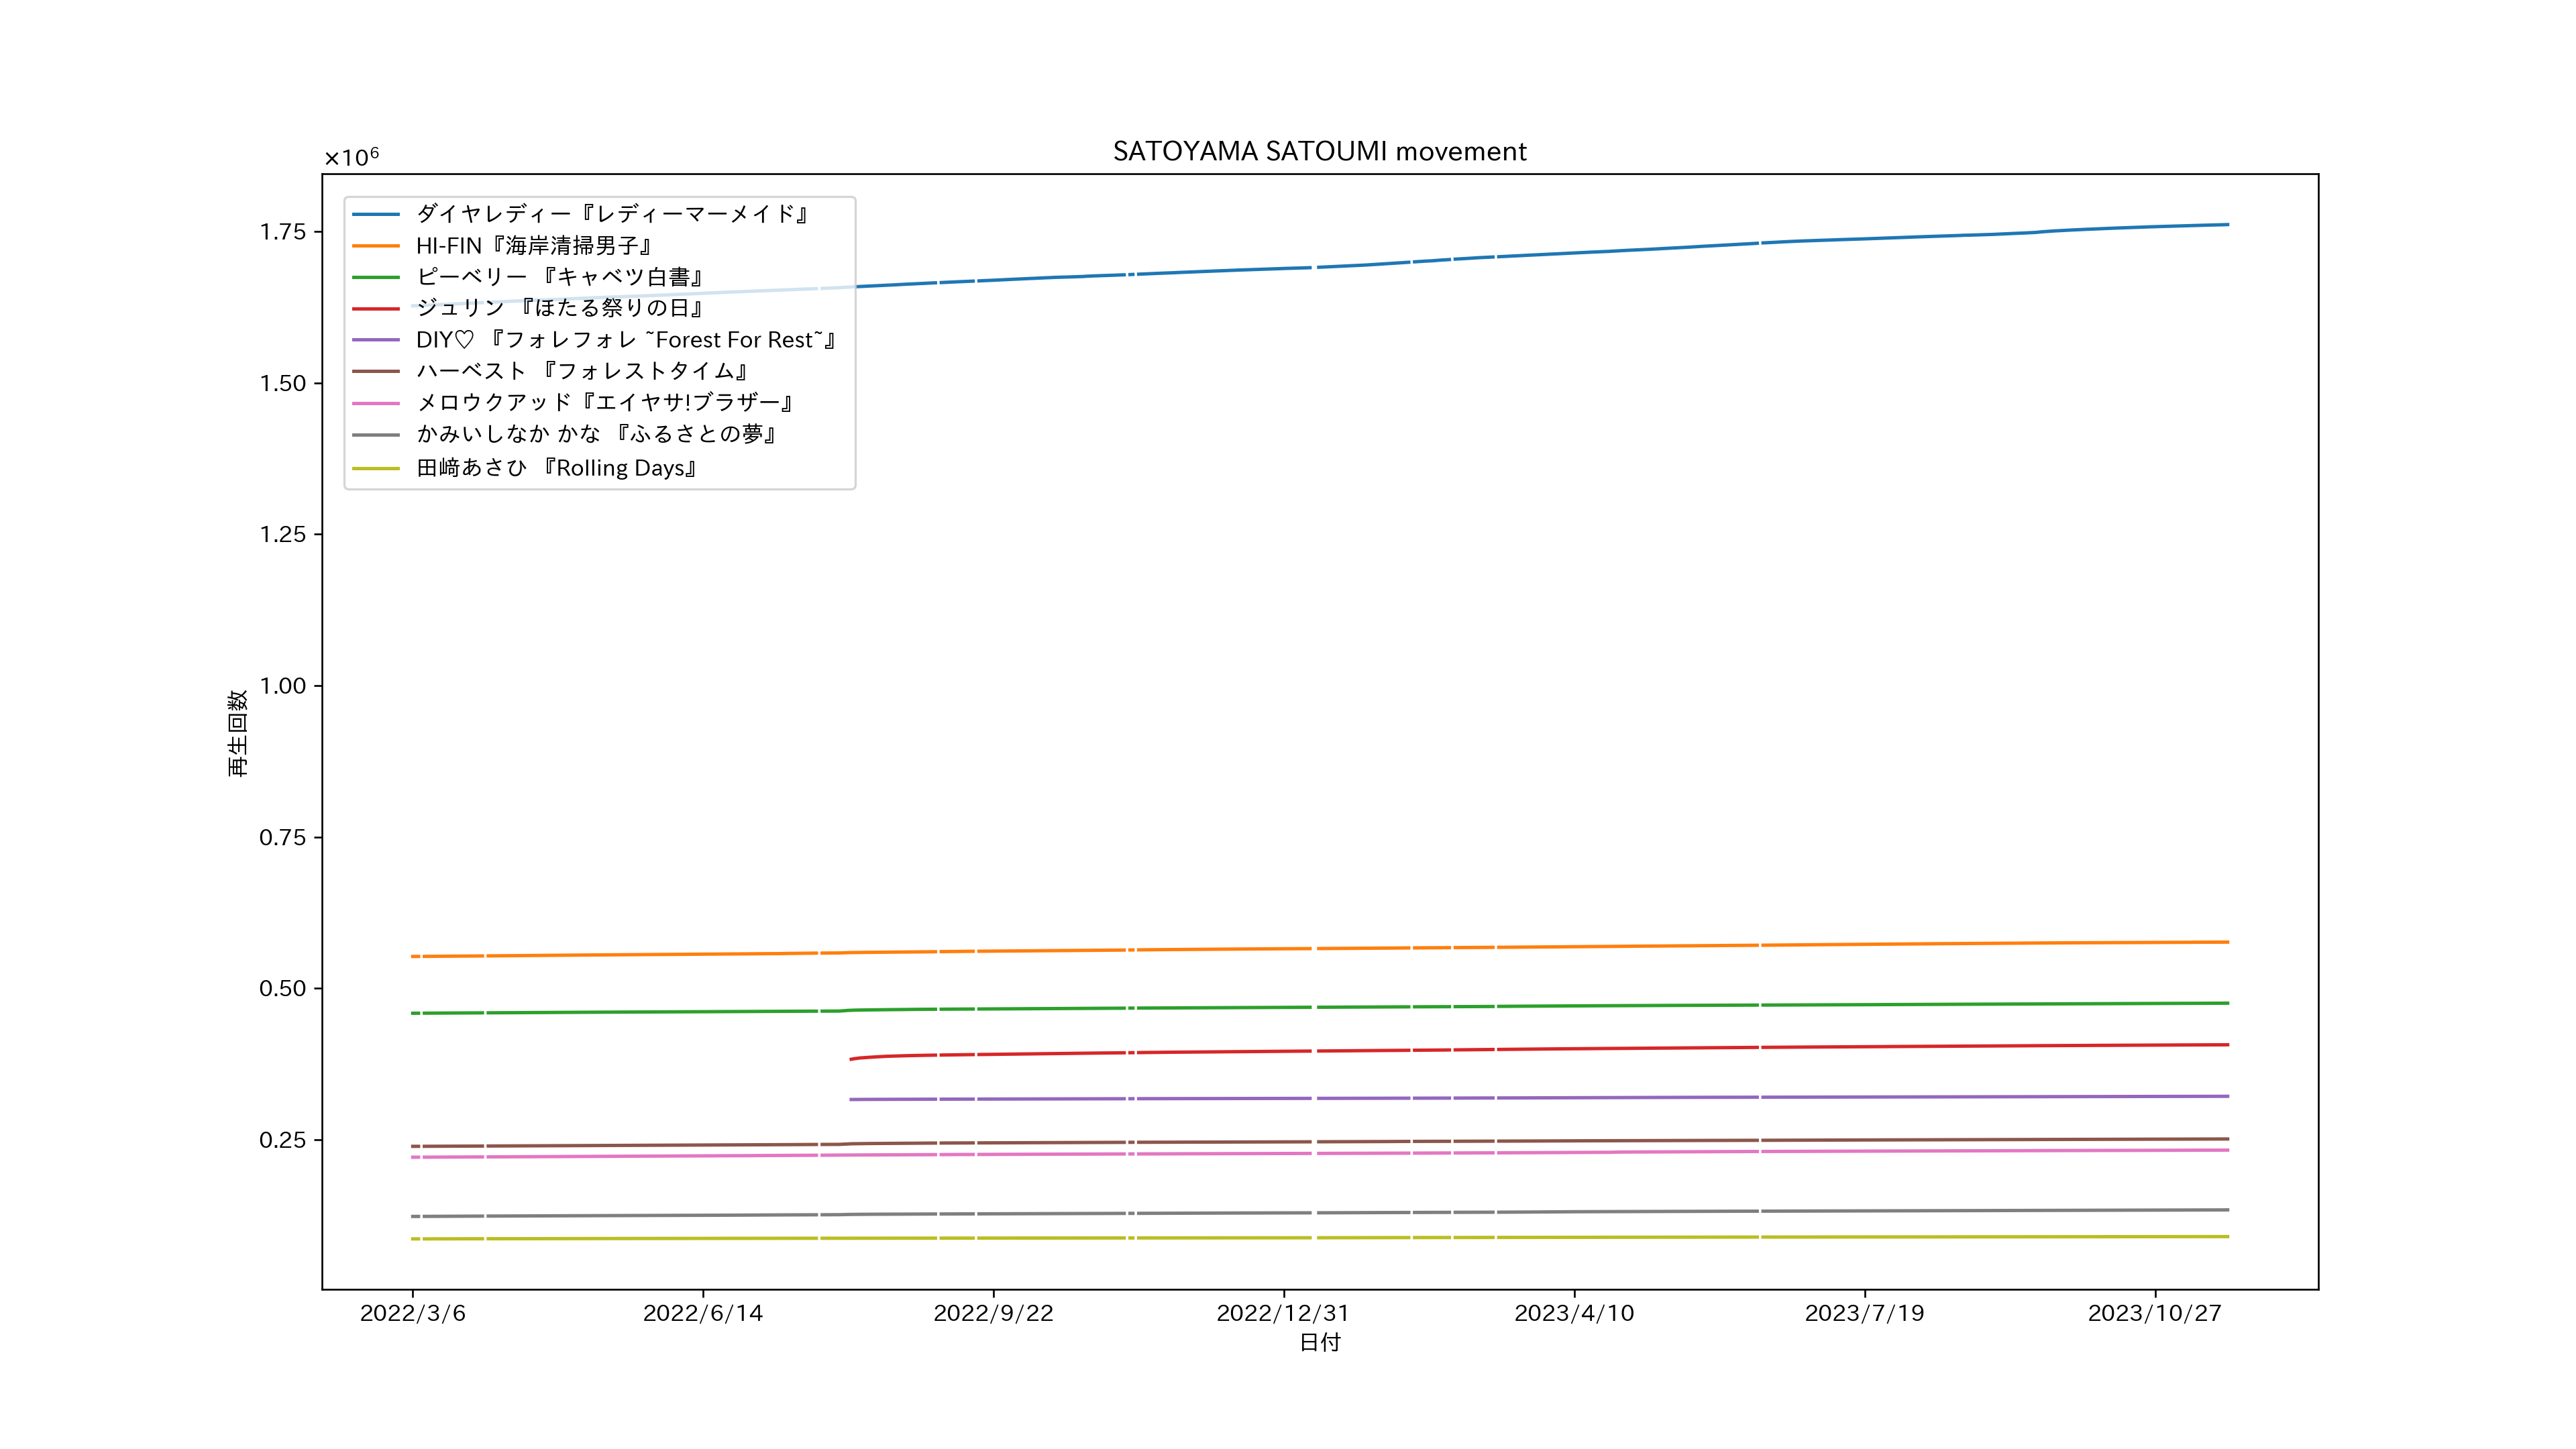 SATOYAMA SATOUMI movement
×10⁶
ダイヤレディー『レディーマーメイド』
HI-FIN『海岸清掃男子』
ピーベリー 『キャベツ白書』
ジュリン 『ほたる祭りの日』
DIY♡ 『フォレフォレ ~Forest For Rest~』
ハーベスト 『フォレストタイム』
メロウクアッド『エイヤサ!ブラザー』
かみいしなか かな 『ふるさとの夢』
田﨑あさひ 『Rolling Days』
1.75
1.50
1.25
1.00
0.75
0.50
0.25
再生回数
2022/3/6 2022/6/14 2022/9/22 2022/12/31 2023/4/10 2023/7/19 2023/10/27
日付